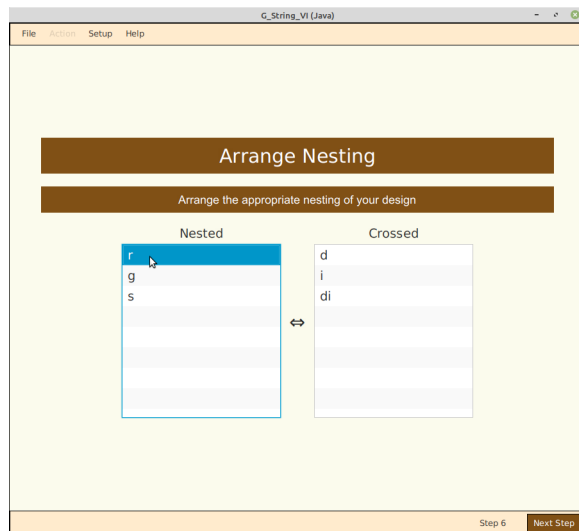 G_String_VI (Java)
File Action Setup Help
Arrange Nesting
Arrange the appropriate nesting of your design
Nested Crossed
r d
g i
s di
⇔
Step 6 Next Step